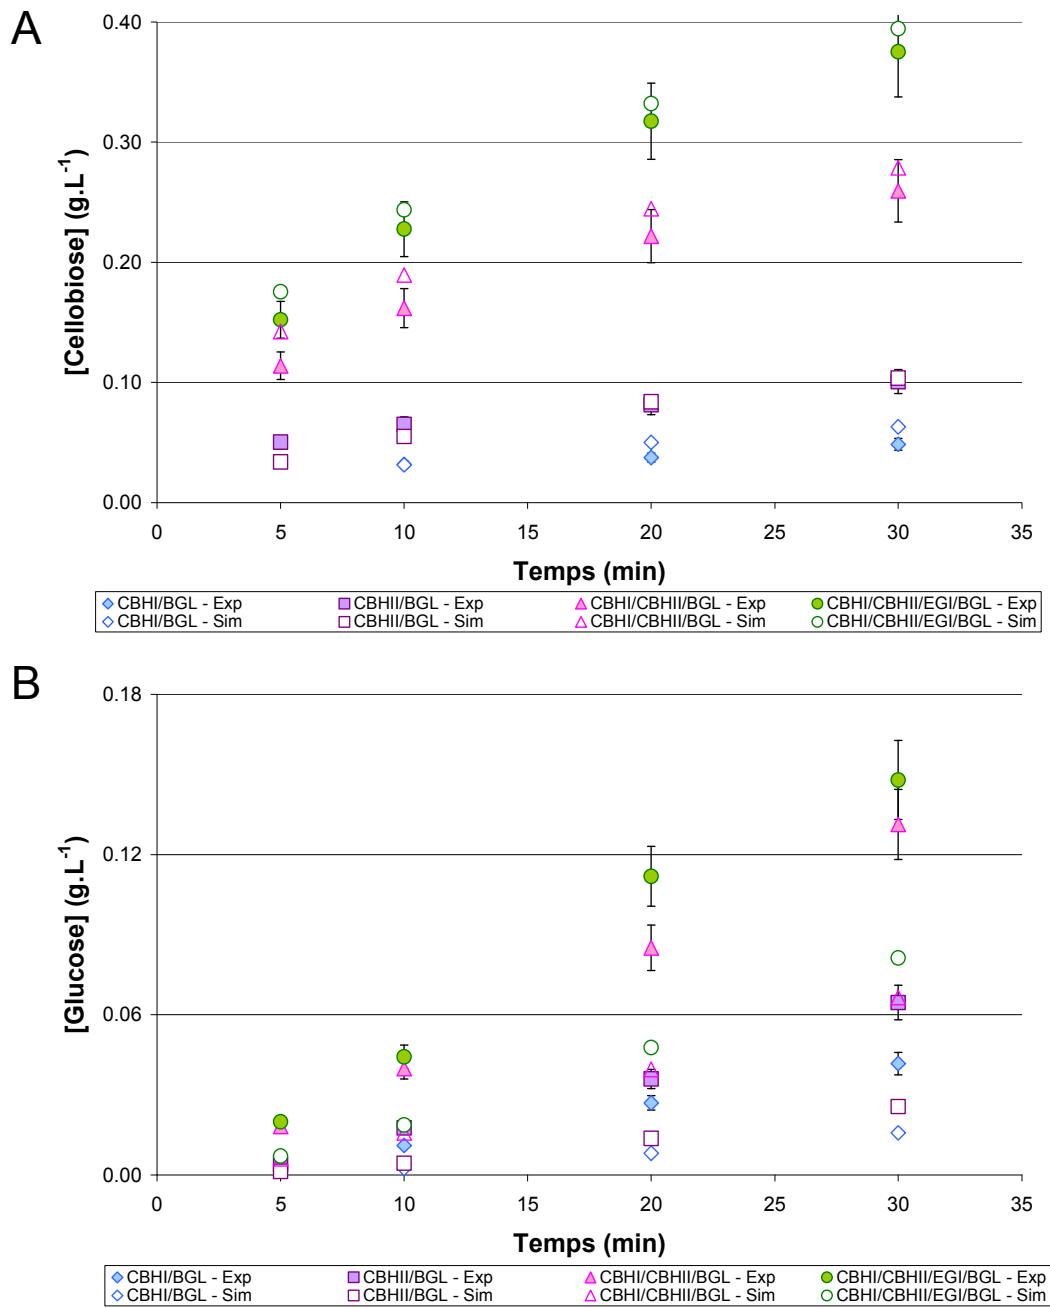 A
0.40
0.30
0.20
0.10
0.00
[Cellobiose] (g.L⁻¹)
0 5 10 15 20 25 30 35
Temps (min)
CBHI/BGL - Exp CBHII/BGL - Exp CBHI/CBHII/BGL - Exp CBHI/CBHII/EGI/BGL - Exp
CBHI/BGL - Sim CBHII/BGL - Sim CBHI/CBHII/BGL - Sim CBHI/CBHII/EGI/BGL - Sim
B
0.18
0.12
0.06
0.00
[Glucose] (g.L⁻¹)
0 5 10 15 20 25 30 35
Temps (min)
CBHI/BGL - Exp CBHII/BGL - Exp CBHI/CBHII/BGL - Exp CBHI/CBHII/EGI/BGL - Exp
CBHI/BGL - Sim CBHII/BGL - Sim CBHI/CBHII/BGL - Sim CBHI/CBHII/EGI/BGL - Sim